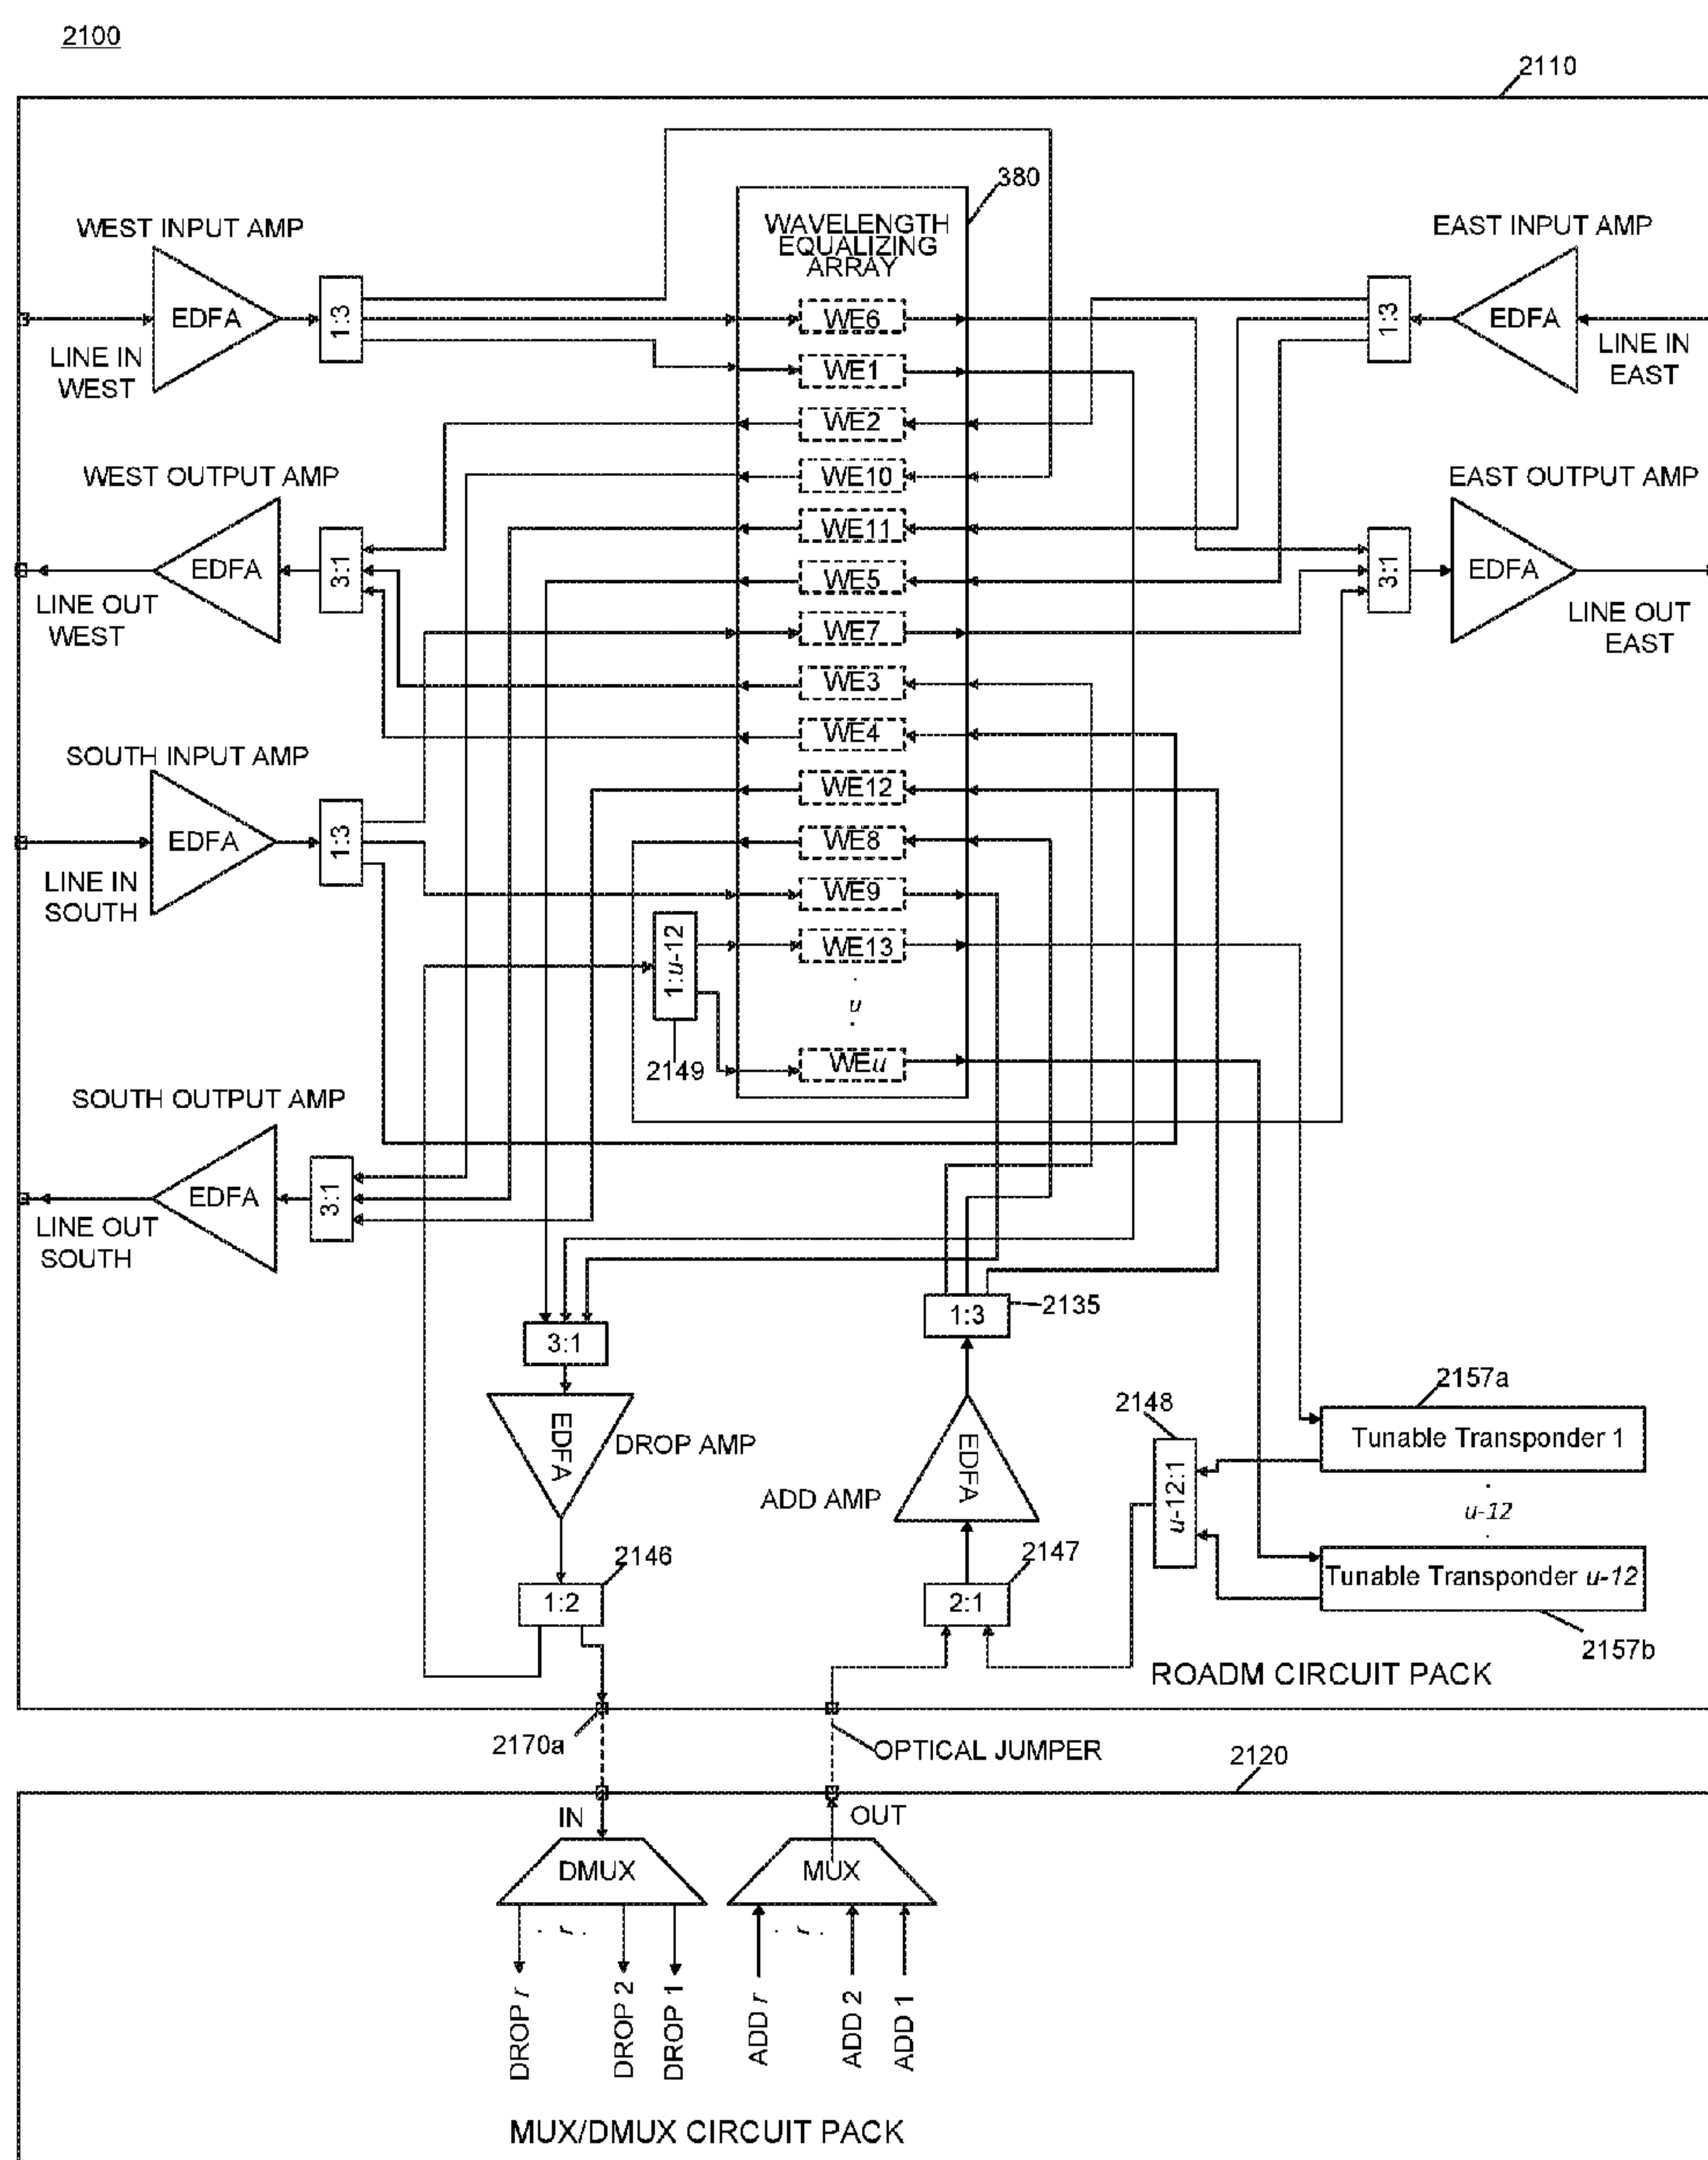 2100
2110
380
WAVELENGTH
EQUALIZING
ARRAY
WEST INPUT AMP
EDFA
1:3
LINE IN
WEST
EAST INPUT AMP
EDFA
1:3
LINE IN
EAST
WE6
WE1
WE2
WE10
WE11
WE5
WE7
WE3
WE4
WE12
WE8
WE9
WE13
u
WEu
WEST OUTPUT AMP
EDFA
3:1
LINE OUT
WEST
EAST OUTPUT AMP
3:1
EDFA
LINE OUT
EAST
SOUTH INPUT AMP
EDFA
1:3
LINE IN
SOUTH
1:u-12
2149
SOUTH OUTPUT AMP
EDFA
3:1
LINE OUT
SOUTH
3:1
EDFA
DROP AMP
1:2
2146
1:3
2135
EDFA
ADD AMP
2:1
2147
2148
u-12:1
2157a
Tunable Transponder 1
u-12
Tunable Transponder u-12
2157b
ROADM CIRCUIT PACK
2170a
OPTICAL JUMPER
2120
IN
OUT
DMUX
MUX
r
r
DROP r
DROP 2
DROP 1
ADD r
ADD 2
ADD 1
MUX/DMUX CIRCUIT PACK